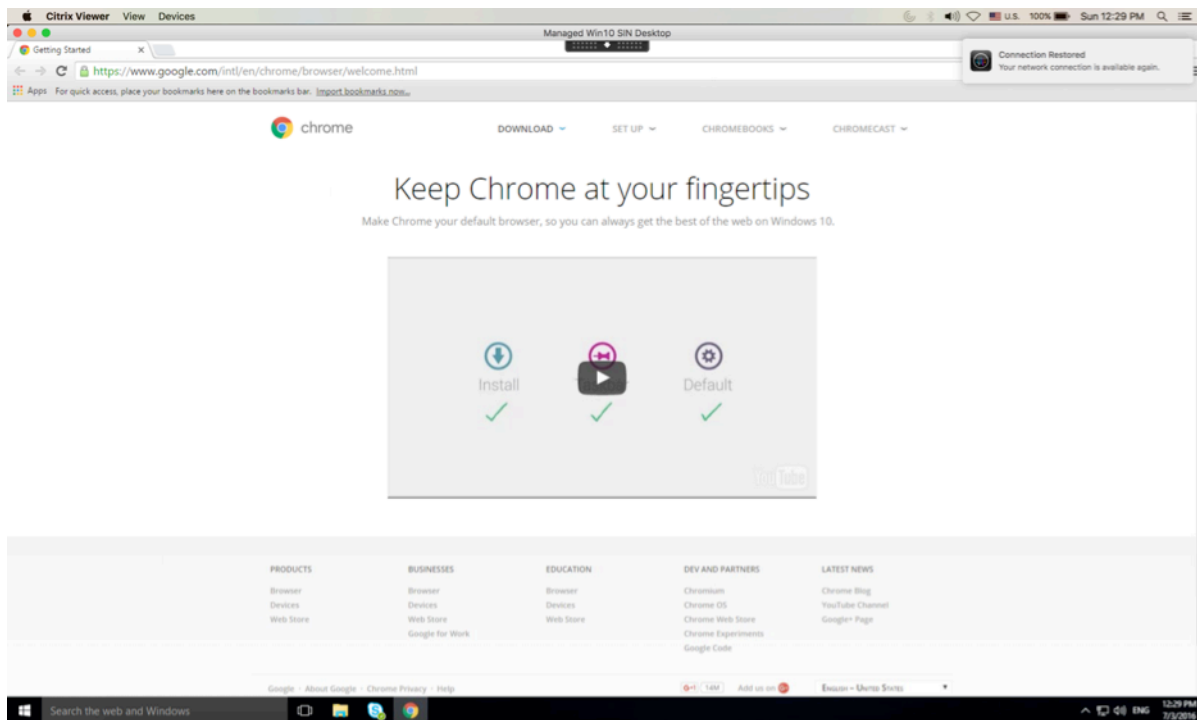 Citrix Viewer View Devices U.S. 100% Sun 12:29 PM
Managed Win10 SIN Desktop
Getting Started
Connection Restored
Your network connection is available again.
https://www.google.com/intl/en/chrome/browser/welcome.html
Apps For quick access, place your bookmarks here on the bookmarks bar. Import bookmarks now...
chrome DOWNLOAD SET UP CHROMEBOOKS CHROMECAST
Keep Chrome at your fingertips
Make Chrome your default browser, so you can always get the best of the web on Windows 10.
Install Default
YouTube
PRODUCTS BUSINESSES EDUCATION DEV AND PARTNERS LATEST NEWS
Browser Browser Browser Chromium Chrome Blog
Devices Devices Devices Chrome OS YouTube Channel
Web Store Web Store Web Store Chrome Web Store Google+ Page
Google for Work Chrome Experiments
Google Code
Google · About Google · Chrome Privacy · Help G+1 14M Add us on English - United States
Search the web and Windows ENG 12:29 PM
7/3/2016